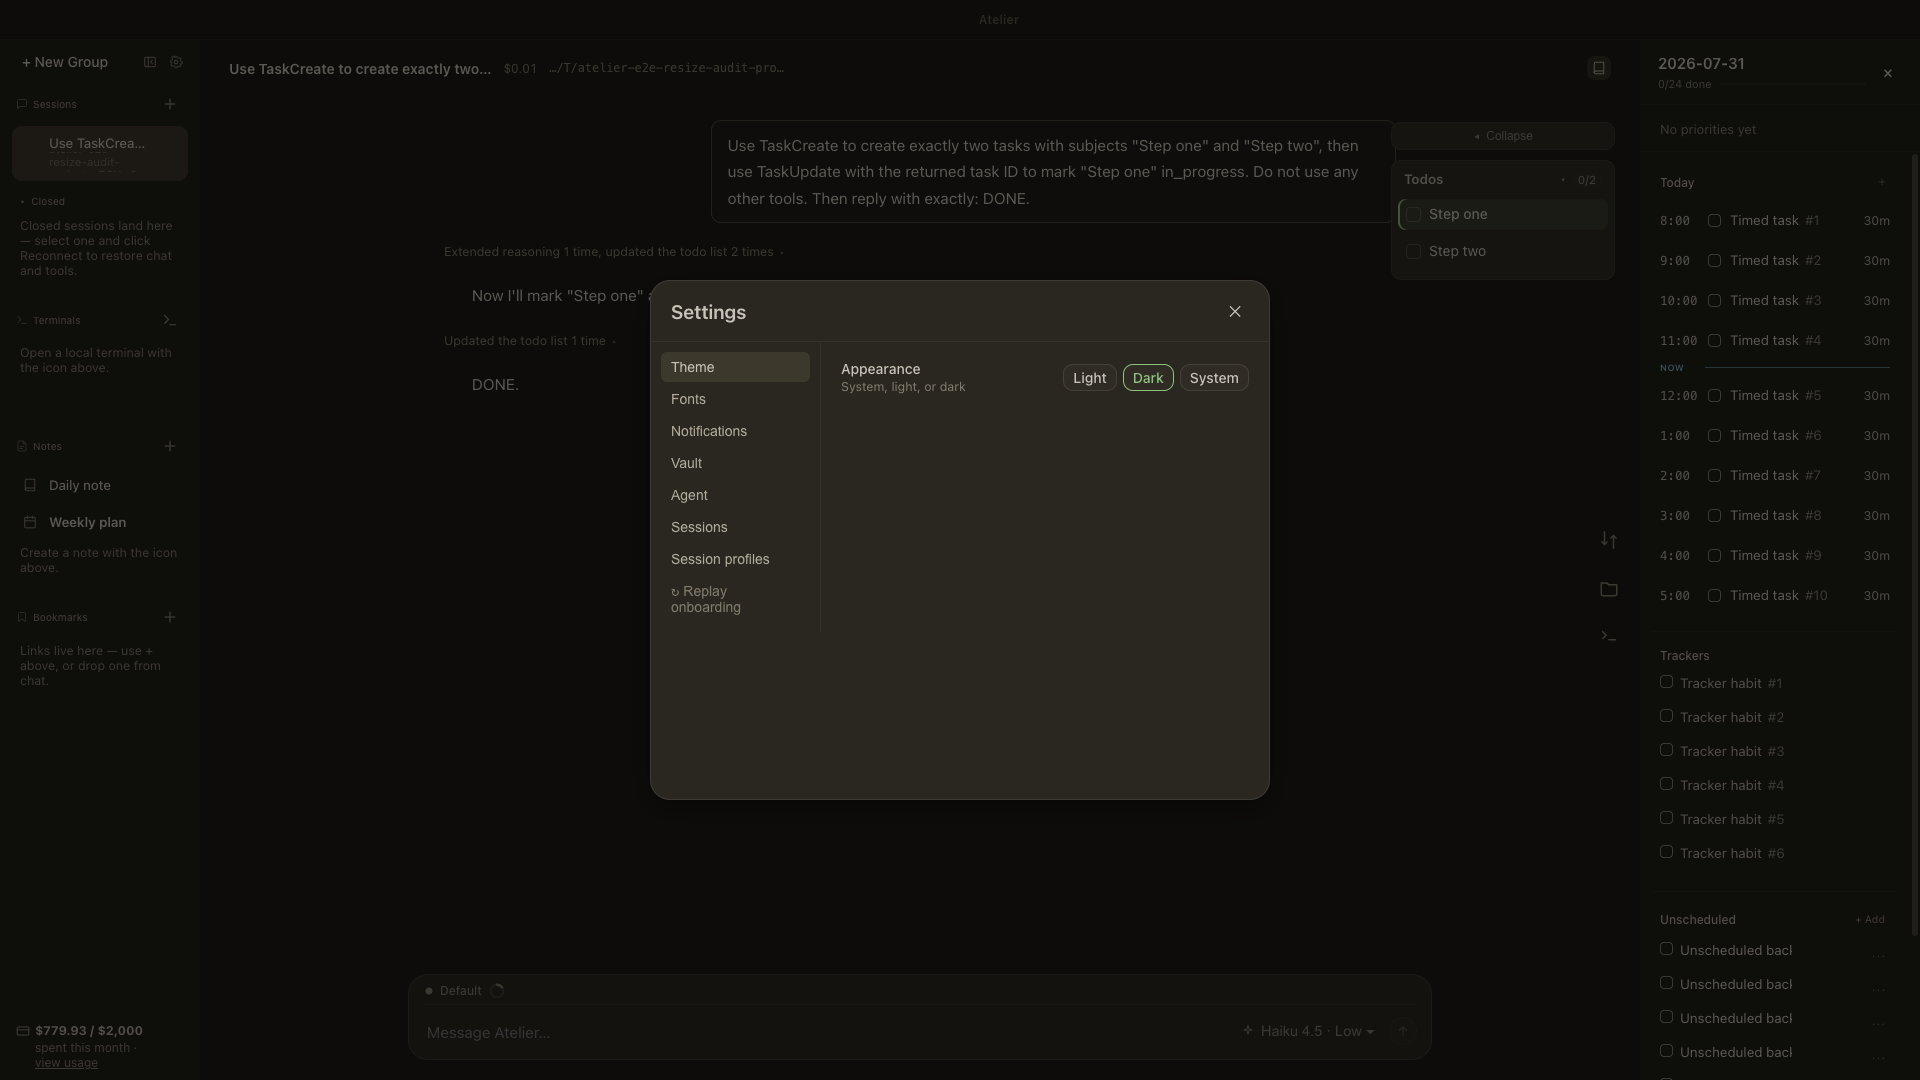 Atelier
+ New Group
Sessions
Use TaskCrea...
resize-audit-
Closed
Closed sessions land here
— select one and click
Reconnect to restore chat
and tools.
Terminals
Open a local terminal with
the icon above.
Notes
Daily note
Weekly plan
Create a note with the icon
above.
Bookmarks
Links live here — use +
above, or drop one from
chat.
$779.93 / $2,000
spent this month ·
view usage
Use TaskCreate to create exactly two... $0.01 …/T/atelier-e2e-resize-audit-pro…
Use TaskCreate to create exactly two tasks with subjects "Step one" and "Step two", then
use TaskUpdate with the returned task ID to mark "Step one" in_progress. Do not use any
other tools. Then reply with exactly: DONE.
Extended reasoning 1 time, updated the todo list 2 times
Now I'll mark "Step one"
Updated the todo list 1 time
DONE.
Collapse
Todos 0/2
Step one
Step two
Settings
Theme
Fonts
Notifications
Vault
Agent
Sessions
Session profiles
↻ Replay
onboarding
Appearance
System, light, or dark
Light Dark System
Default
Message Atelier...
Haiku 4.5 · Low
2026-07-31
0/24 done
No priorities yet
Today +
8:00 Timed task #1 30m
9:00 Timed task #2 30m
10:00 Timed task #3 30m
11:00 Timed task #4 30m
NOW
12:00 Timed task #5 30m
1:00 Timed task #6 30m
2:00 Timed task #7 30m
3:00 Timed task #8 30m
4:00 Timed task #9 30m
5:00 Timed task #10 30m
Trackers
Tracker habit #1
Tracker habit #2
Tracker habit #3
Tracker habit #4
Tracker habit #5
Tracker habit #6
Unscheduled + Add
Unscheduled back ...
Unscheduled back ...
Unscheduled back ...
Unscheduled back ...